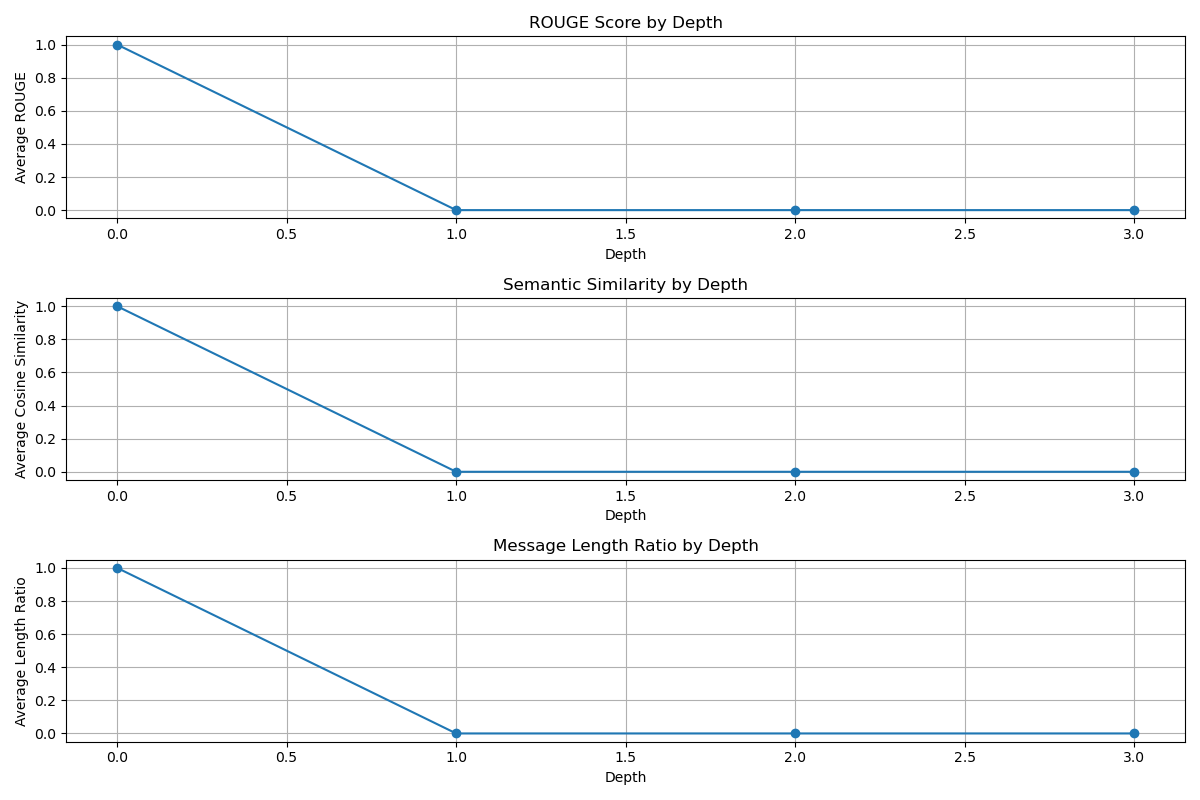 ROUGE Score by Depth
Average ROUGE
1.0
0.8
0.6
0.4
0.2
0.0
0.0 0.5 1.0 1.5 2.0 2.5 3.0
Depth
Semantic Similarity by Depth
Average Cosine Similarity
1.0
0.8
0.6
0.4
0.2
0.0
0.0 0.5 1.0 1.5 2.0 2.5 3.0
Depth
Message Length Ratio by Depth
Average Length Ratio
1.0
0.8
0.6
0.4
0.2
0.0
0.0 0.5 1.0 1.5 2.0 2.5 3.0
Depth